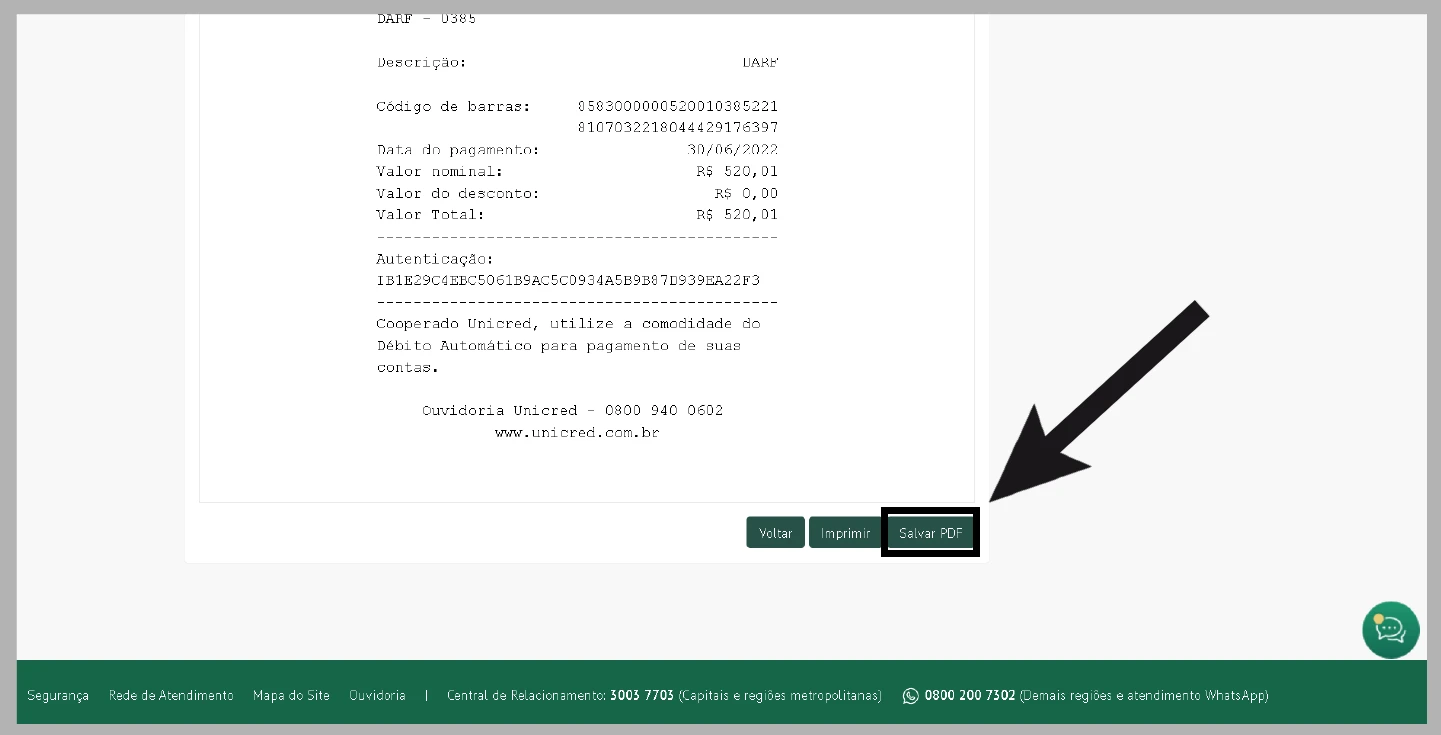 DARF - 0385
Descrição: DARF
Código de barras: 8583000000520010385221
8107032218044429176397
Data do pagamento: 30/06/2022
Valor nominal: R$ 520,01
Valor do desconto: R$ 0,00
Valor Total: R$ 520,01
--------------------------------------------
Autenticação:
IB1E29C4EBC5061B9AC5C0934A5B9B87D939EA22F3
--------------------------------------------
Cooperado Unicred, utilize a comodidade do
Débito Automático para pagamento de suas
contas.
Ouvidoria Unicred - 0800 940 0602
www.unicred.com.br
Voltar Imprimir Salvar PDF
Segurança Rede de Atendimento Mapa do Site Ouvidoria | Central de Relacionamento: 3003 7703 (Capitais e regiões metropolitanas) 0800 200 7302 (Demais regiões e atendimento WhatsApp)